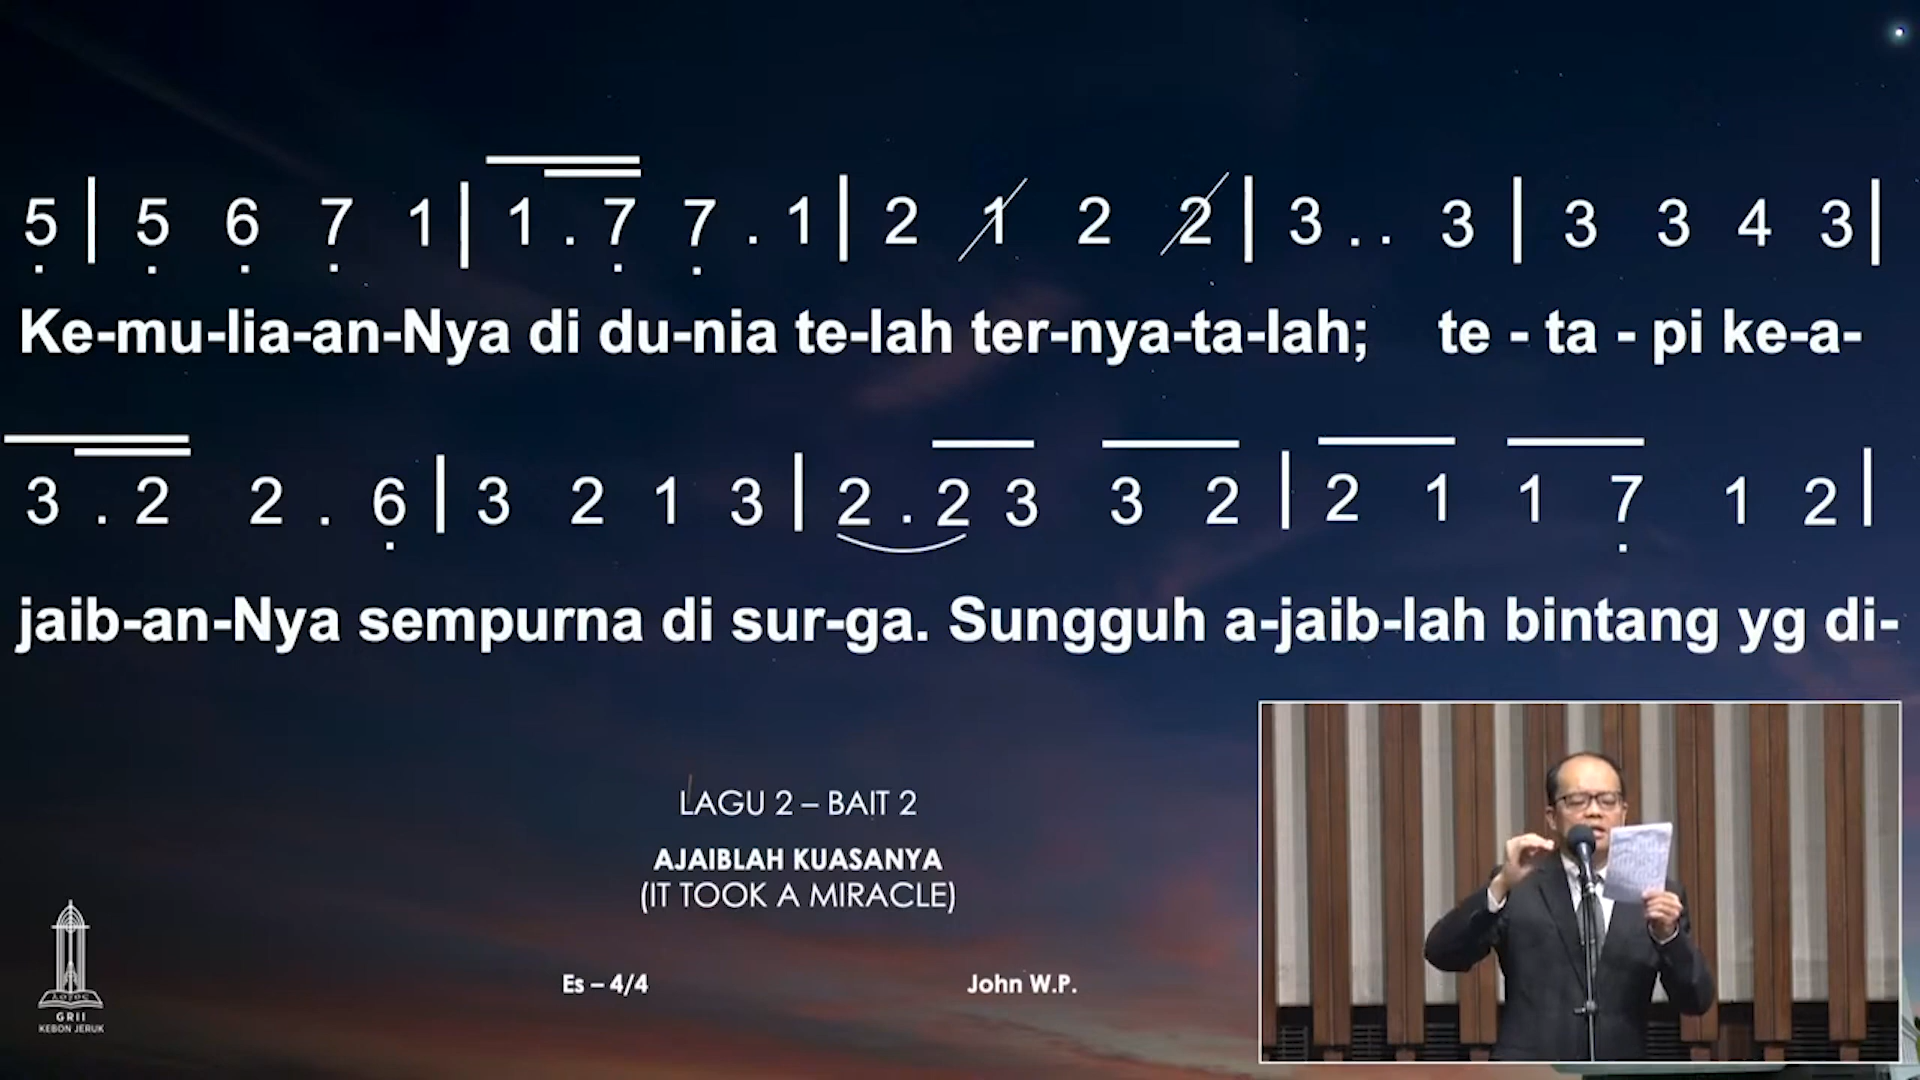 5 | 5 6 7 1 | 1 . 7 7 . 1 | 2 1 2 2 | 3 . . 3 | 3 3 4 3 |
Ke-mu-lia-an-Nya di du-nia te-lah ter-nya-ta-lah; te - ta - pi ke-a-
3 . 2 2 . 6 | 3 2 1 3 | 2 . 2 3 3 2 | 2 1 1 7 1 2 |
jaib-an-Nya sempurna di sur-ga. Sungguh a-jaib-lah bintang yg di-
LAGU 2 – BAIT 2
AJAIBLAH KUASANYA
(IT TOOK A MIRACLE)
Es – 4/4 John W.P.
ΛΟΓΟΣ
GRII
KEBON JERUK